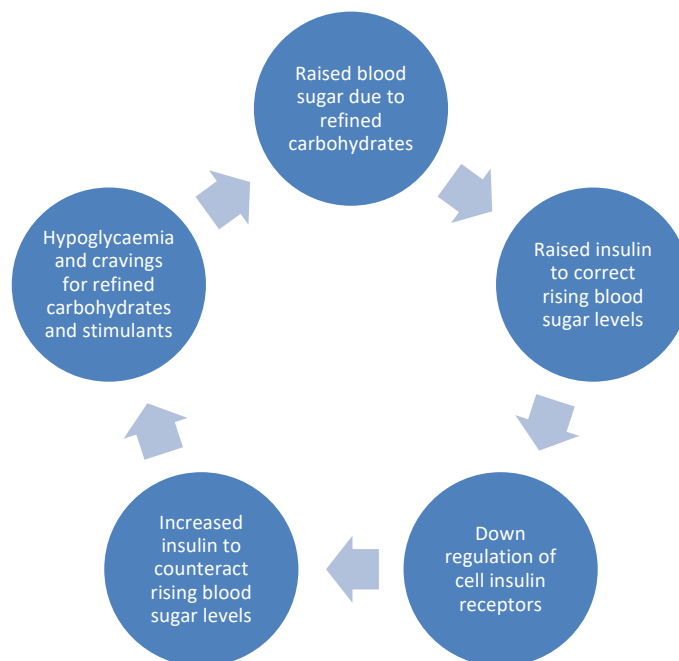 Raised blood
sugar due to
refined
carbohydrates
Raised insulin
to correct
rising blood
sugar levels
Down
regulation of
cell insulin
receptors
Increased
insulin to
counteract
rising blood
sugar levels
Hypoglycaemia
and cravings
for refined
carbohydrates
and stimulants